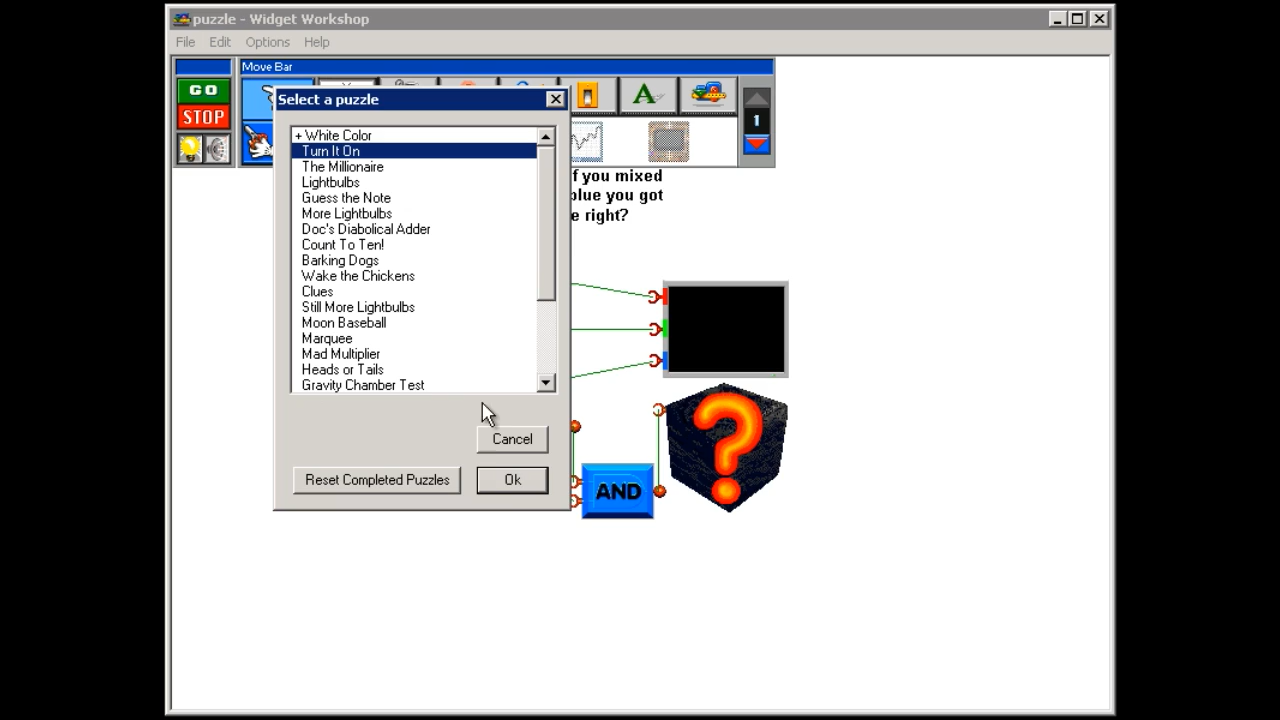 puzzle - Widget Workshop
File Edit Options Help
Move Bar
GO
STOP
A
1
Select a puzzle
+ White Color
Turn It On
The Millionaire
Lightbulbs
Guess the Note
More Lightbulbs
Doc's Diabolical Adder
Count To Ten!
Barking Dogs
Wake the Chickens
Clues
Still More Lightbulbs
Moon Baseball
Marquee
Mad Multiplier
Heads or Tails
Gravity Chamber Test
Cancel
Reset Completed Puzzles
Ok
f you mixed
blue you got
e right?
AND
?